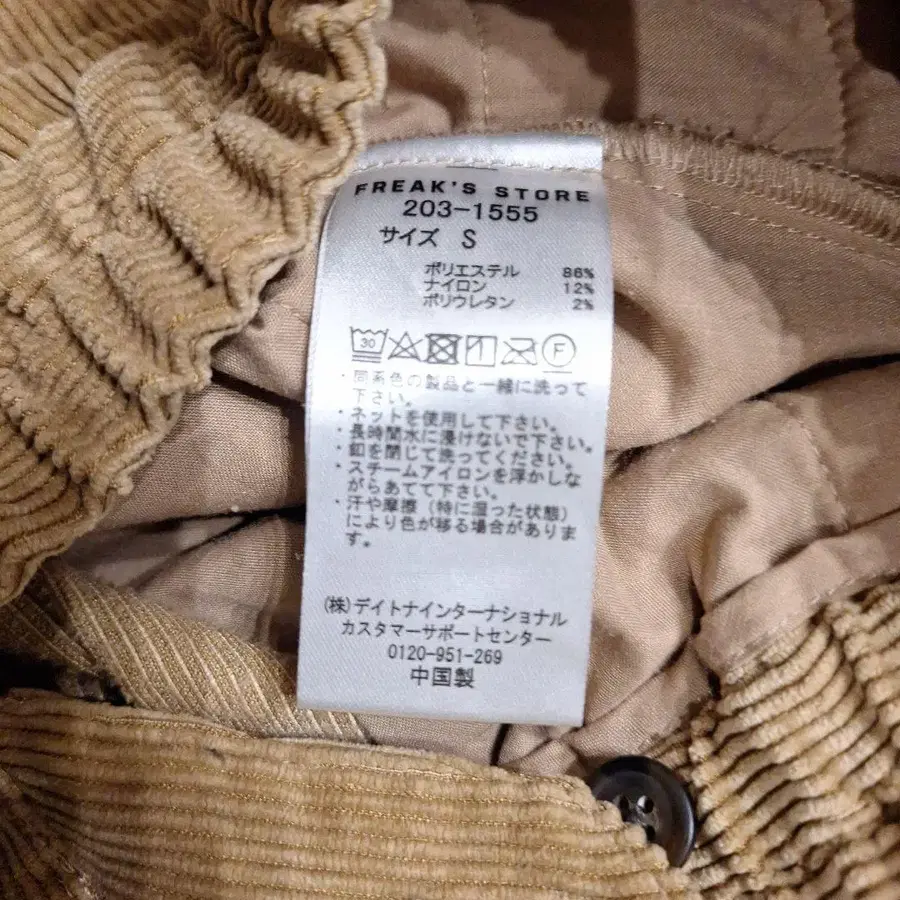 FREAK'S STORE
203-1555
サイズ S
ポリエステル 86%
ナイロン 12%
ポリウレタン 2%
30 F
・同系色の製品と一緒に洗って
下さい。
・ネットを使用して下さい。
・長時間水に浸けないで下さい。
・釦を閉じて洗ってください。
・スチームアイロンを浮かしな
がらあてて下さい。
・汗や摩擦（特に湿った状態）
により色が移る場合がありま
す。
(株)デイトナインターナショナル
カスタマーサポートセンター
0120-951-269
中国製